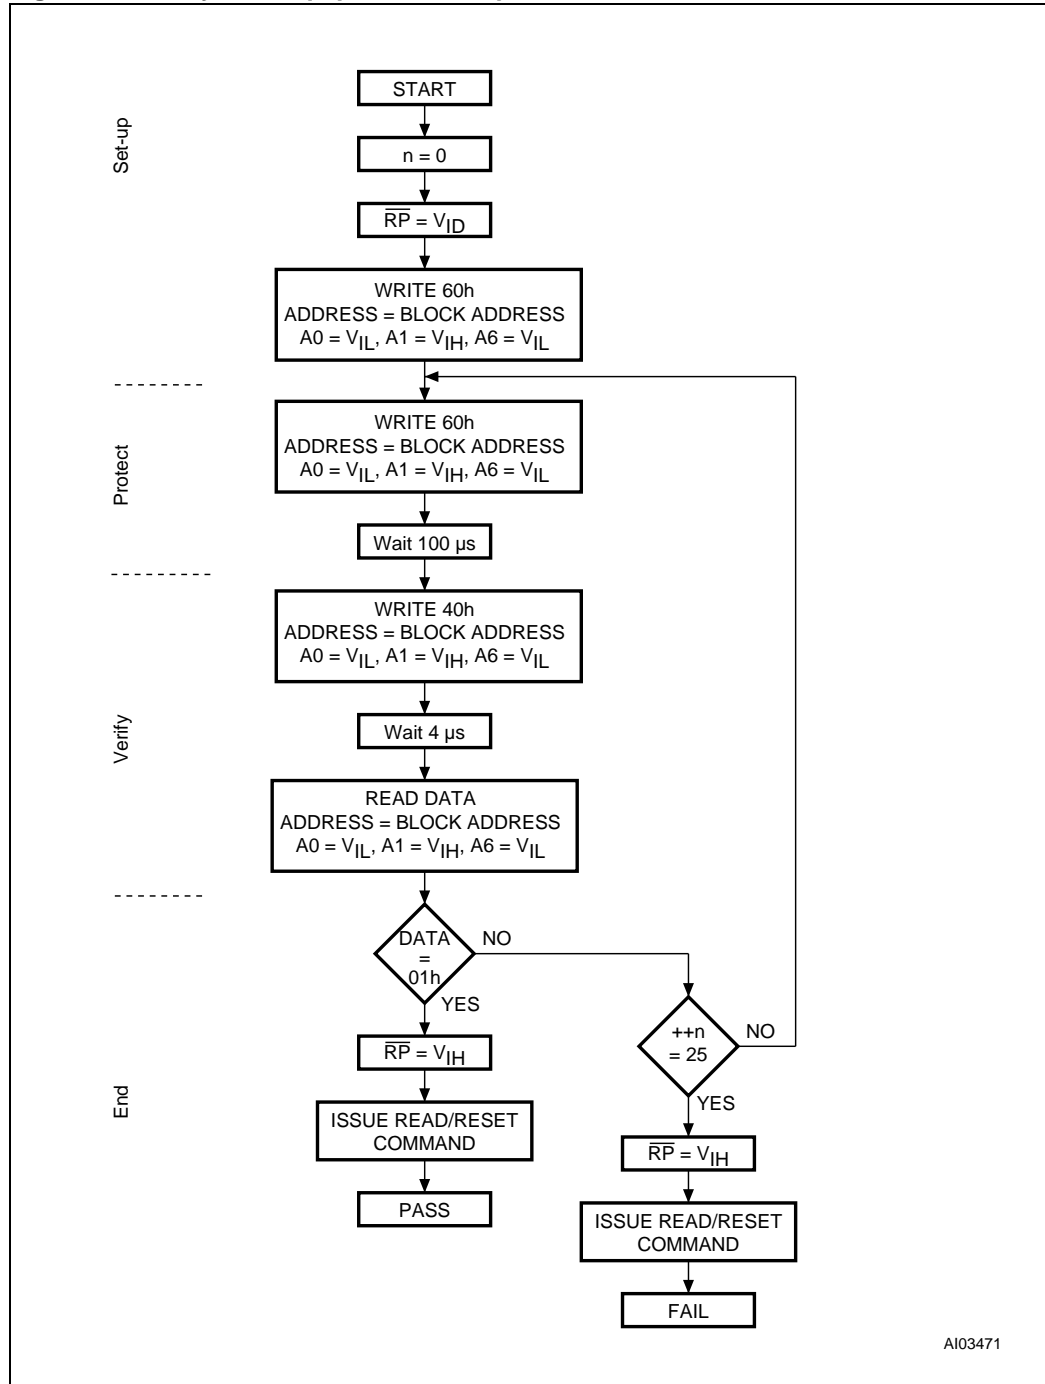 START
Set-up
n = 0
RP = VID
WRITE 60h
ADDRESS = BLOCK ADDRESS
A0 = VIL, A1 = VIH, A6 = VIL
WRITE 60h
ADDRESS = BLOCK ADDRESS
A0 = VIL, A1 = VIH, A6 = VIL
Protect
Wait 100 µs
WRITE 40h
ADDRESS = BLOCK ADDRESS
A0 = VIL, A1 = VIH, A6 = VIL
Verify
Wait 4 µs
READ DATA
ADDRESS = BLOCK ADDRESS
A0 = VIL, A1 = VIH, A6 = VIL
DATA
=
01h
NO
YES
++n
= 25
NO
YES
End
RP = VIH
ISSUE READ/RESET
COMMAND
PASS
RP = VIH
ISSUE READ/RESET
COMMAND
FAIL
AI03471